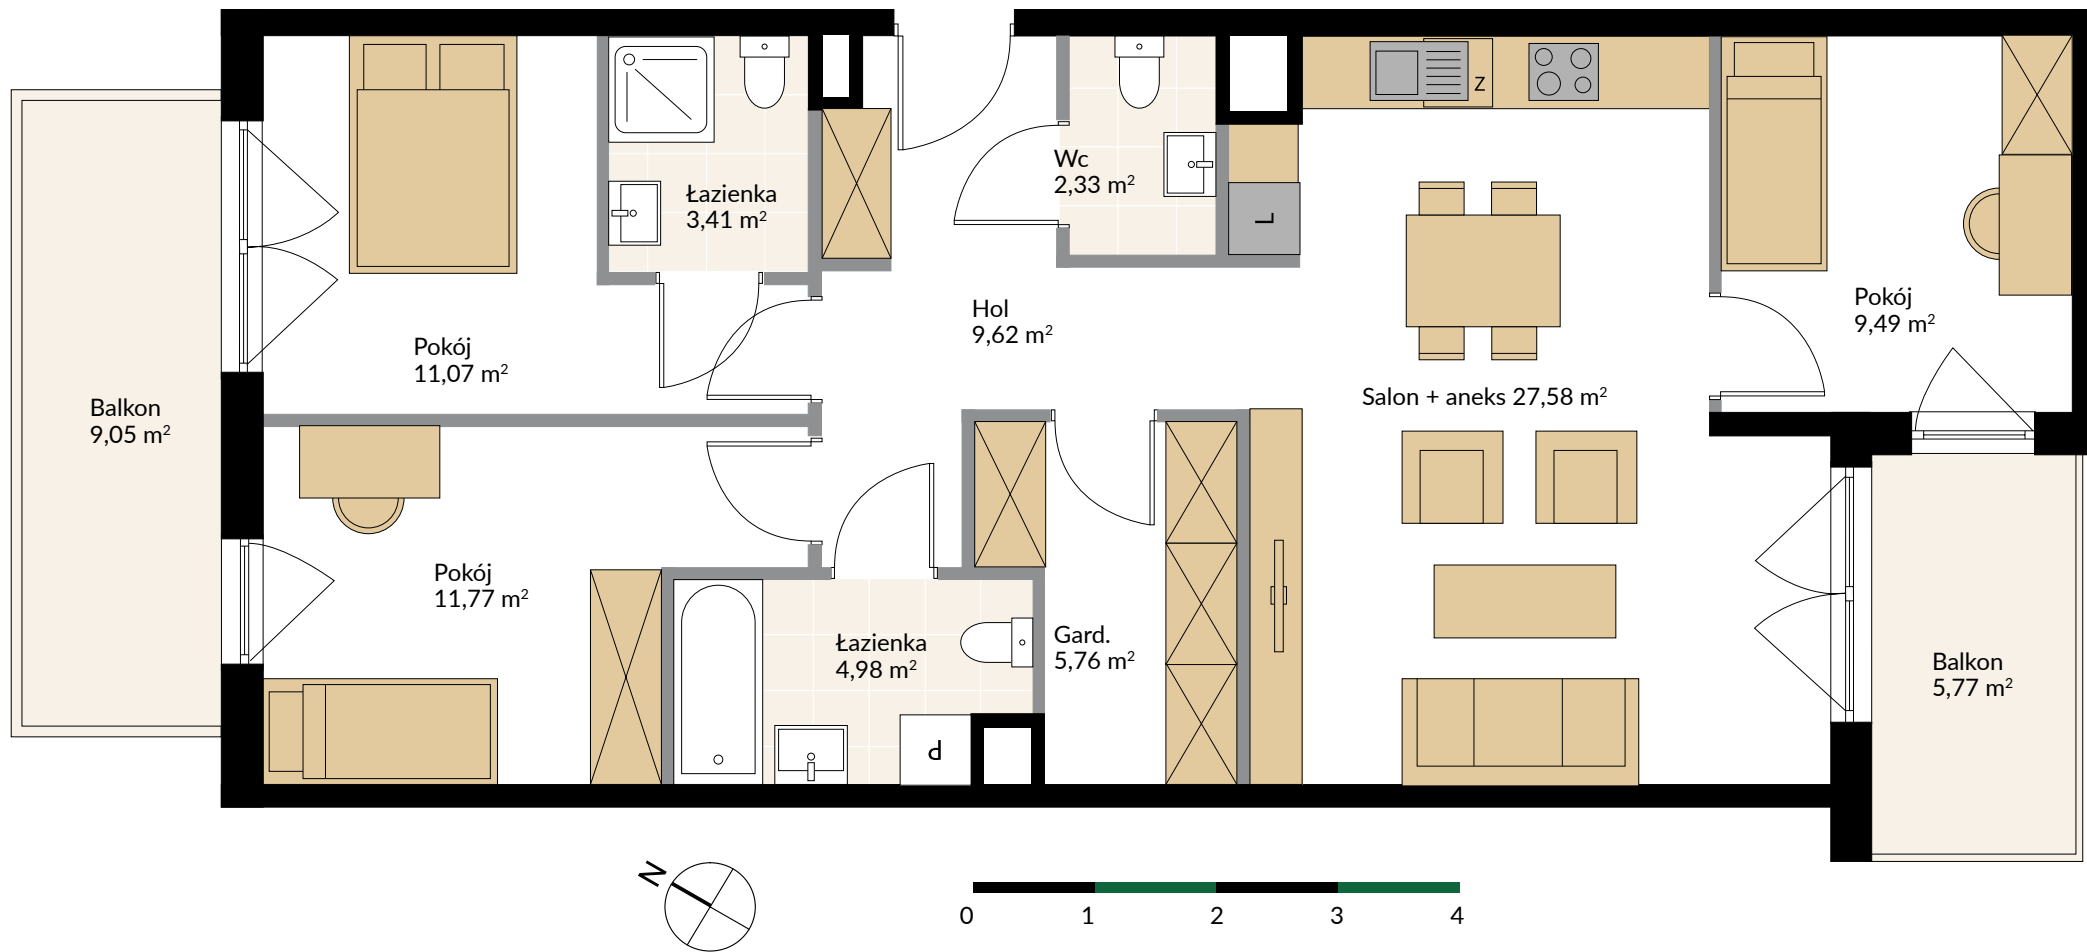 Z
Wc
2,33 m²
Łazienka
3,41 m²
L
Hol
9,62 m²
Pokój
9,49 m²
Pokój
11,07 m²
Salon + aneks 27,58 m²
Balkon
9,05 m²
Pokój
11,77 m²
Łazienka
4,98 m²
Gard.
5,76 m²
Balkon
5,77 m²
P
N
0 1 2 3 4